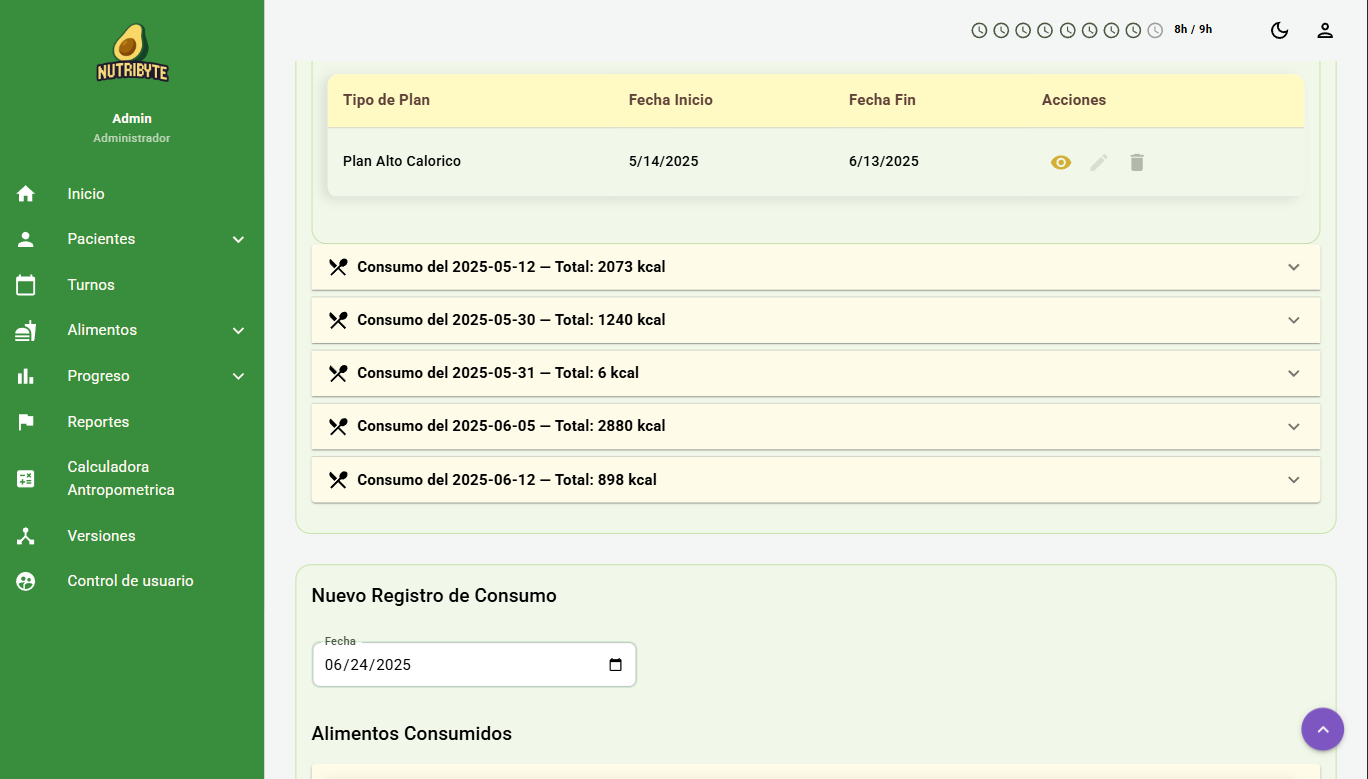 NUTRIBYTE
Admin
Administrador
Inicio
Pacientes
Turnos
Alimentos
Progreso
Reportes
Calculadora
Antropometrica
Versiones
Control de usuario
8h / 9h
Tipo de Plan Fecha Inicio Fecha Fin Acciones
Plan Alto Calorico 5/14/2025 6/13/2025
Consumo del 2025-05-12 — Total: 2073 kcal
Consumo del 2025-05-30 — Total: 1240 kcal
Consumo del 2025-05-31 — Total: 6 kcal
Consumo del 2025-06-05 — Total: 2880 kcal
Consumo del 2025-06-12 — Total: 898 kcal
Nuevo Registro de Consumo
Fecha
06/24/2025
Alimentos Consumidos